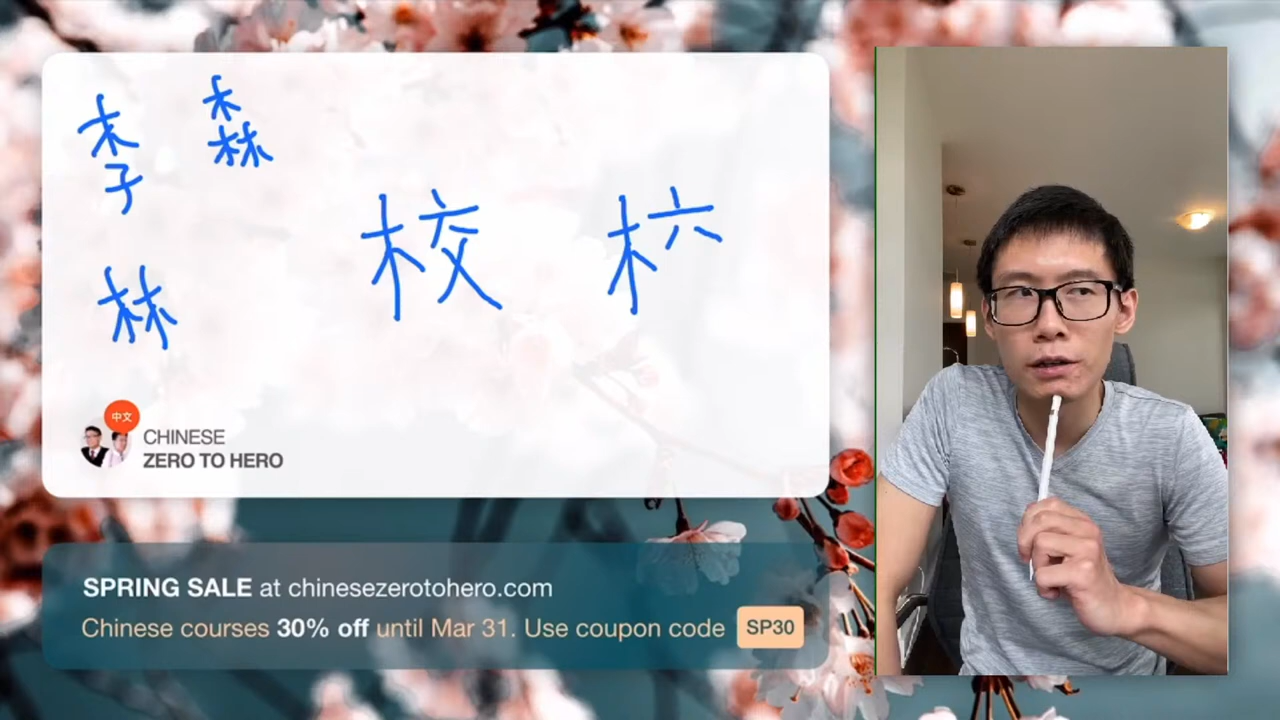 李 森
校
林
中文
CHINESE
ZERO TO HERO
SPRING SALE at chinesezerotohero.com
Chinese courses 30% off until Mar 31. Use coupon code SP30